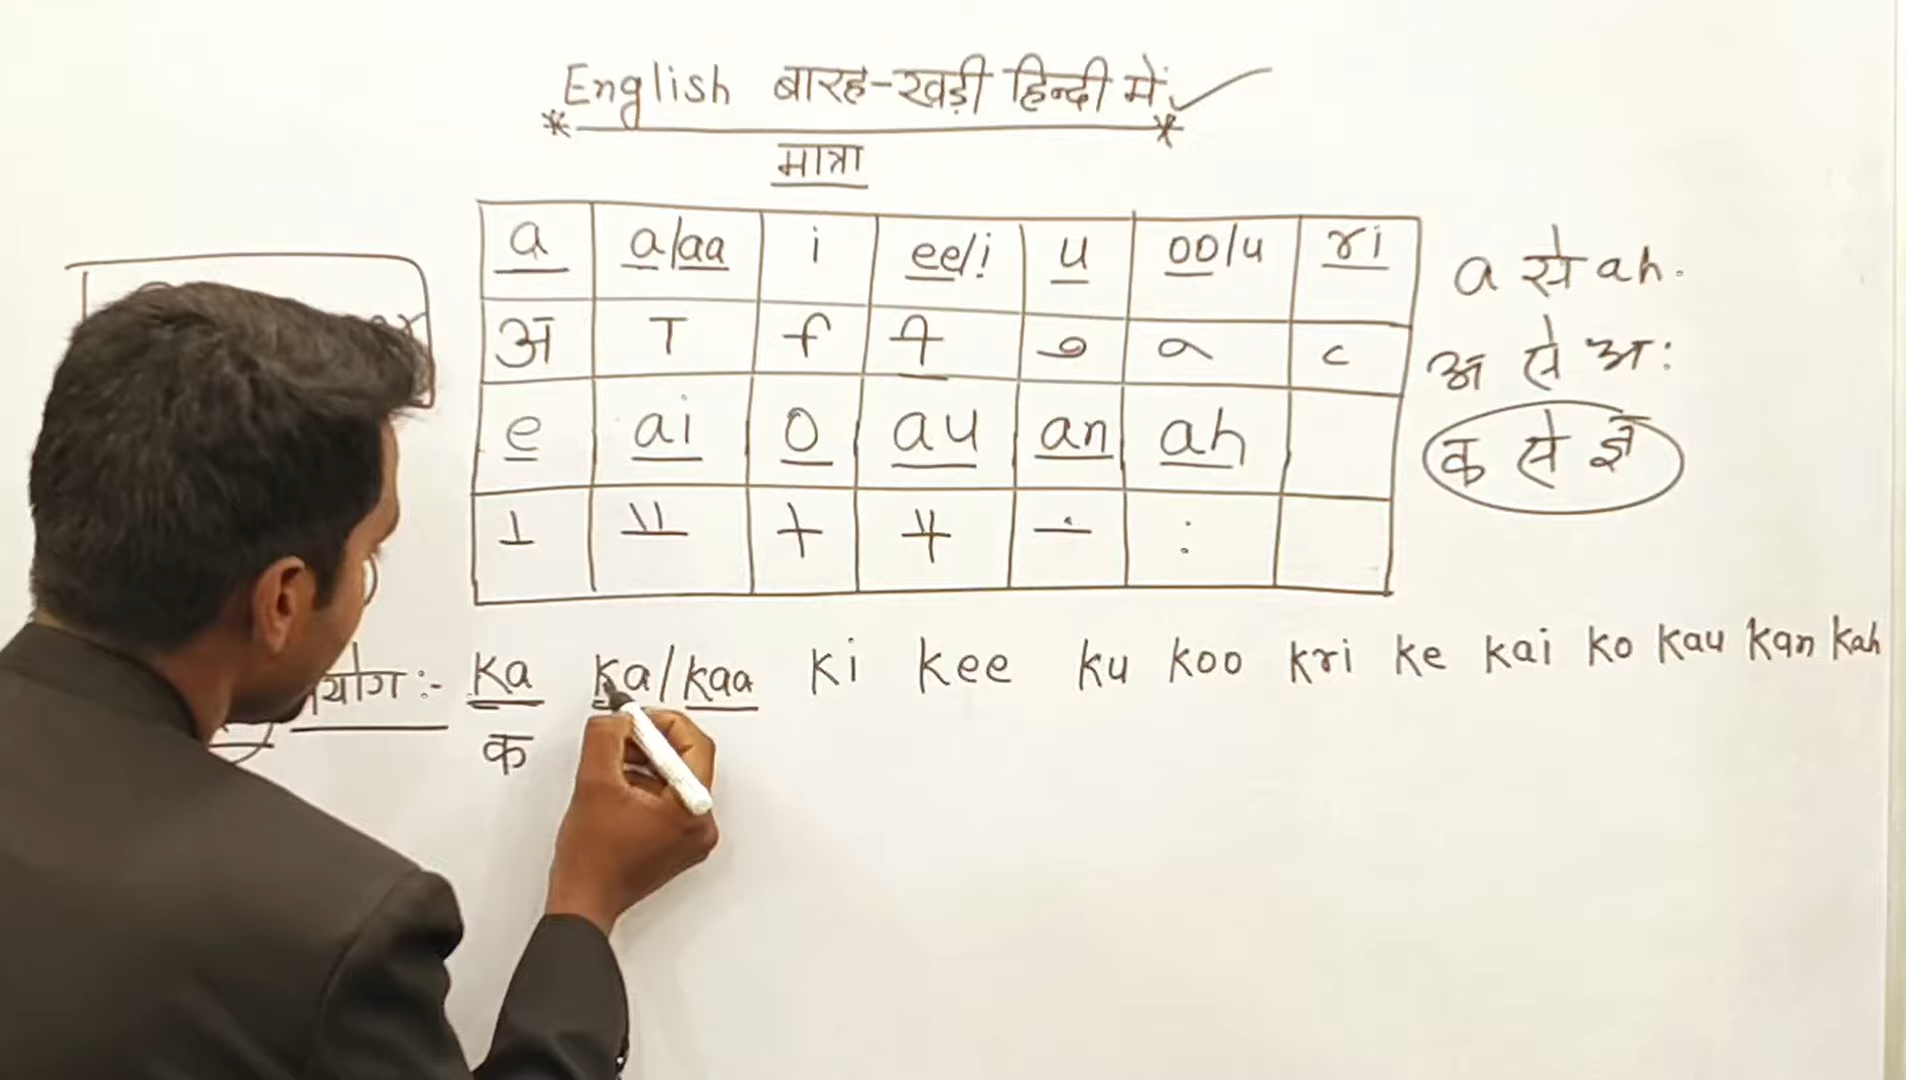 English बारह-खड़ी हिन्दी में
मात्रा
a a/aa i ee/i u oo/u ri
अ ा ि ी ु ू ृ
e ai o au an ah
े ै ो ौ ं ः
a से ah.
अ से अः
क से ज्ञ
ka ka/kaa ki kee ku koo kri ke kai ko kau kan kah
क